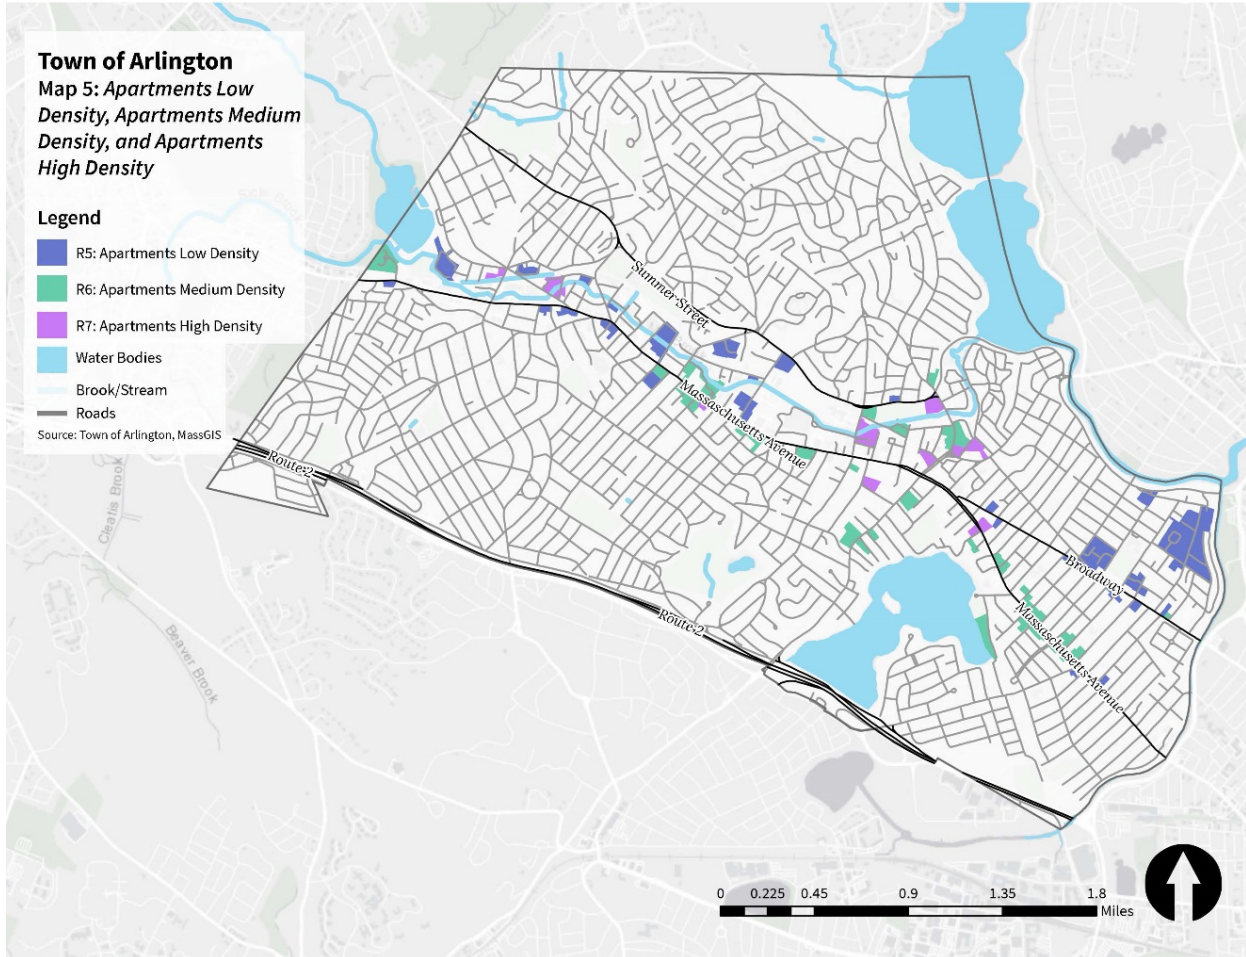 Town of Arlington
Map 5: Apartments Low
Density, Apartments Medium
Density, and Apartments
High Density
Legend
R5: Apartments Low Density
R6: Apartments Medium Density
R7: Apartments High Density
Water Bodies
Brook/Stream
Roads
Source: Town of Arlington, MassGIS
Summer Street
Massachusetts Avenue
Route 2
Cleatis Brook
Broadway
Route 2
Massachusetts Avenue
Beaver Brook
0 0.225 0.45 0.9 1.35 1.8
Miles